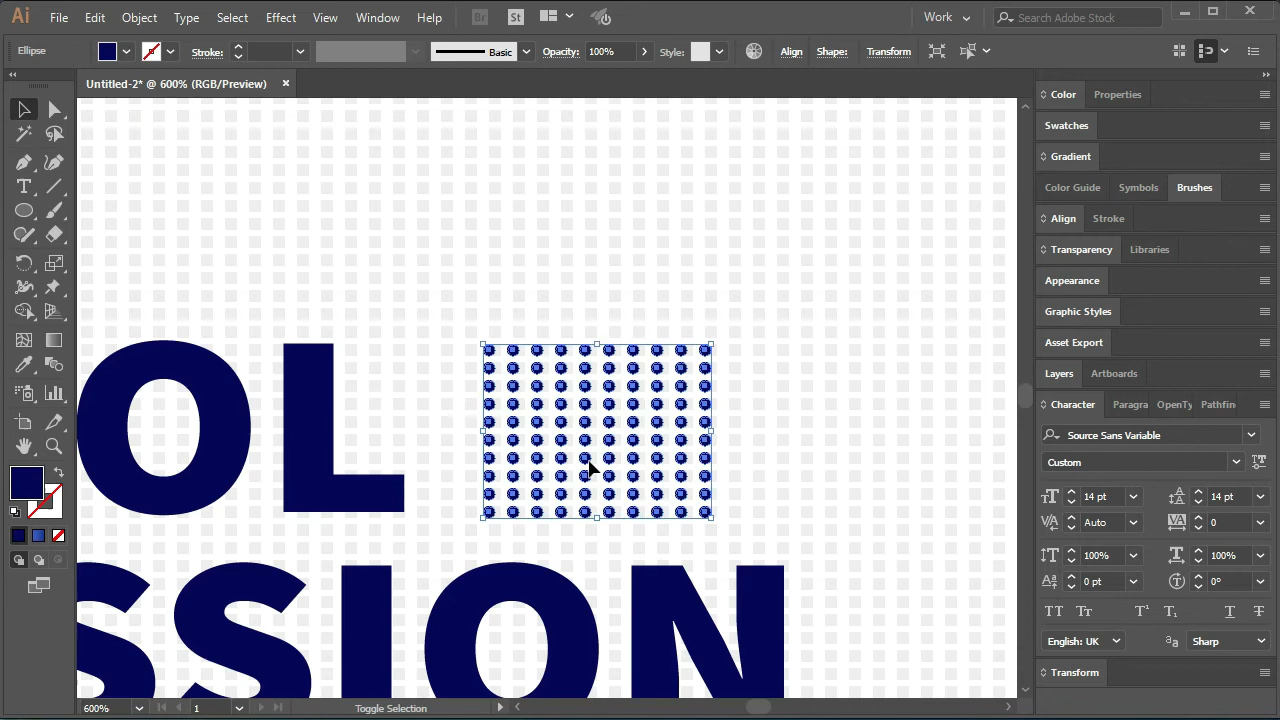 Ai File Edit Object Type Select Effect View Window Help Br St Work Search Adobe Stock
Ellipse Stroke: Basic Opacity: 100% Style: Align Shape: Transform
Untitled-2* @ 600% (RGB/Preview)
Color Properties
Swatches
Gradient
Color Guide Symbols Brushes
Align Stroke
Transparency Libraries
Appearance
Graphic Styles
Asset Export
Layers Artboards
Character Paragra OpenTy Pathfin
Source Sans Variable
Custom
14 pt 14 pt
Auto 0
100% 100%
0 pt 0°
English: UK Sharp
Transform
OL
SSION
600% 1 Toggle Selection